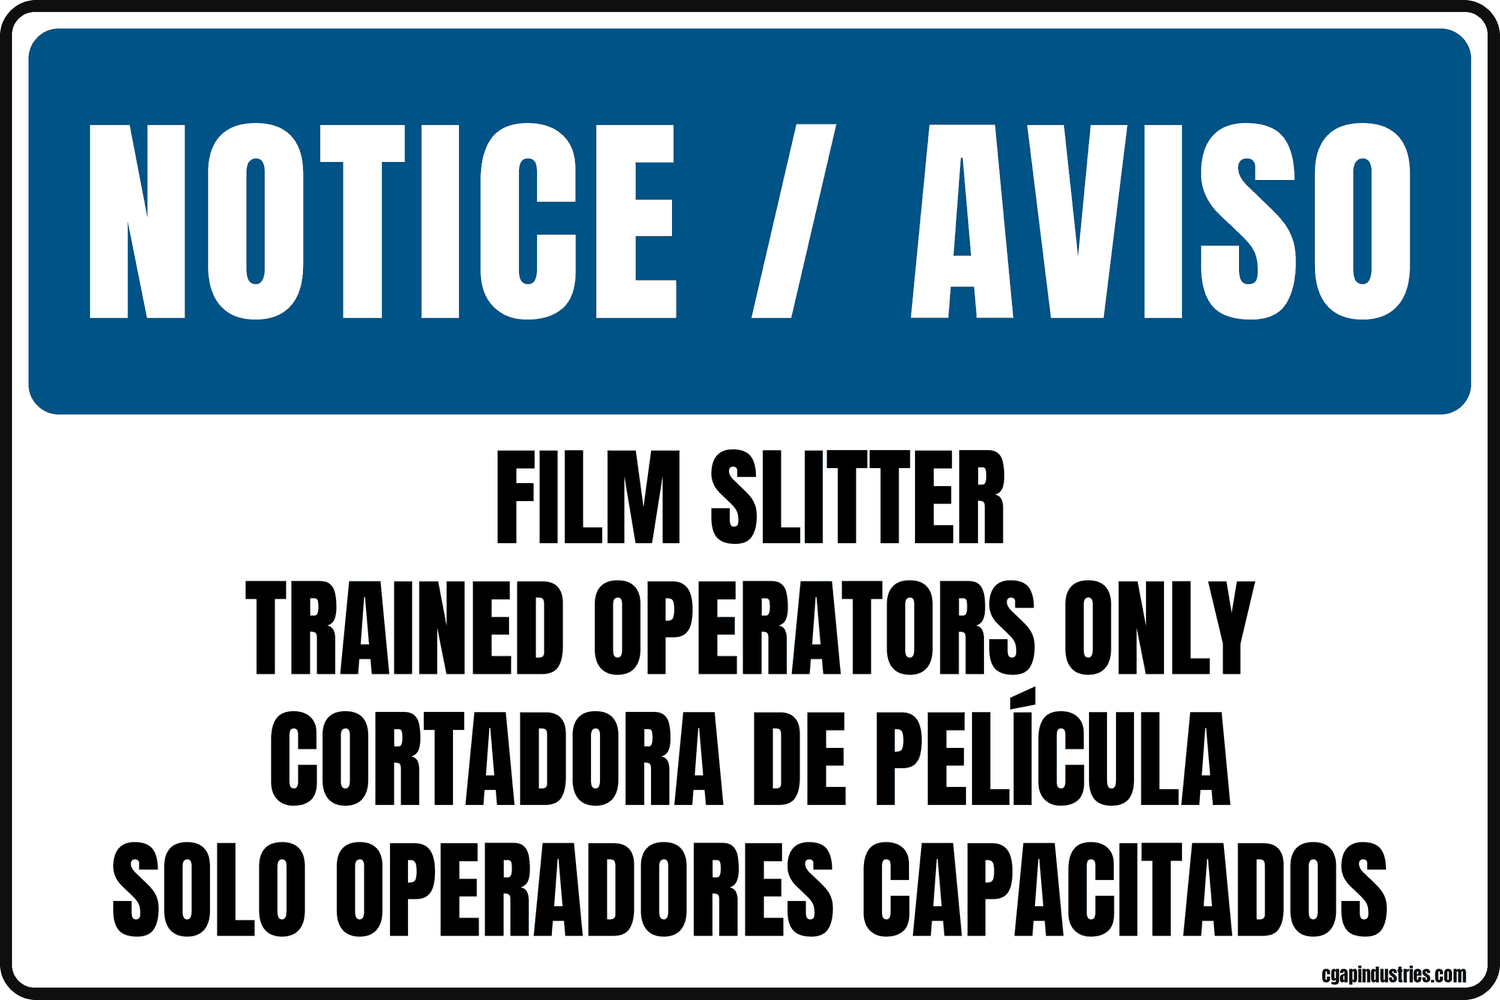 NOTICE / AVISO
FILM SLITTER
TRAINED OPERATORS ONLY
CORTADORA DE PELÍCULA
SOLO OPERADORES CAPACITADOS
cgapindustries.com